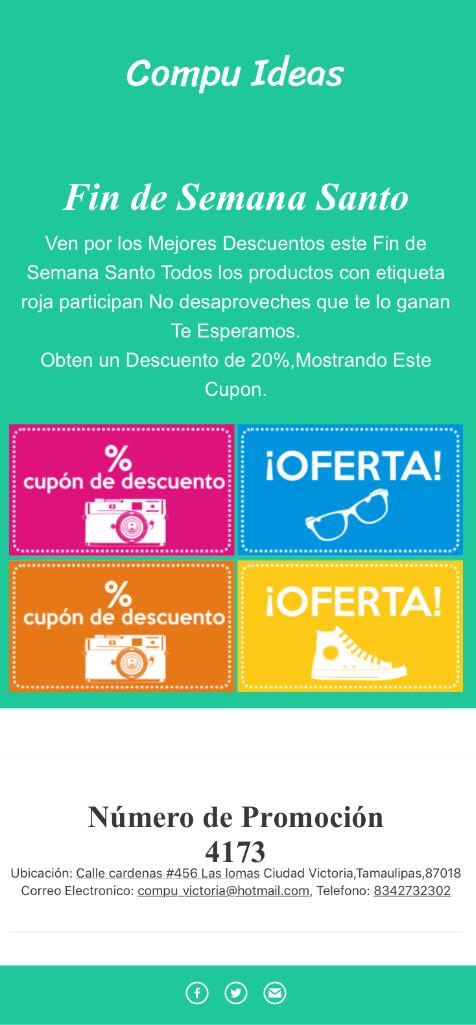 Compu Ideas
Fin de Semana Santo
Ven por los Mejores Descuentos este Fin de
Semana Santo Todos los productos con etiqueta
roja participan No desaproveches que te lo ganan
Te Esperamos.
Obten un Descuento de 20%,Mostrando Este
Cupon.
%
cupón de descuento
¡OFERTA!
%
cupón de descuento
¡OFERTA!
Número de Promoción
4173
Ubicación: Calle cardenas #456 Las lomas Ciudad Victoria,Tamaulipas,87018
Correo Electronico: compu_victoria@hotmail.com, Telefono: 8342732302